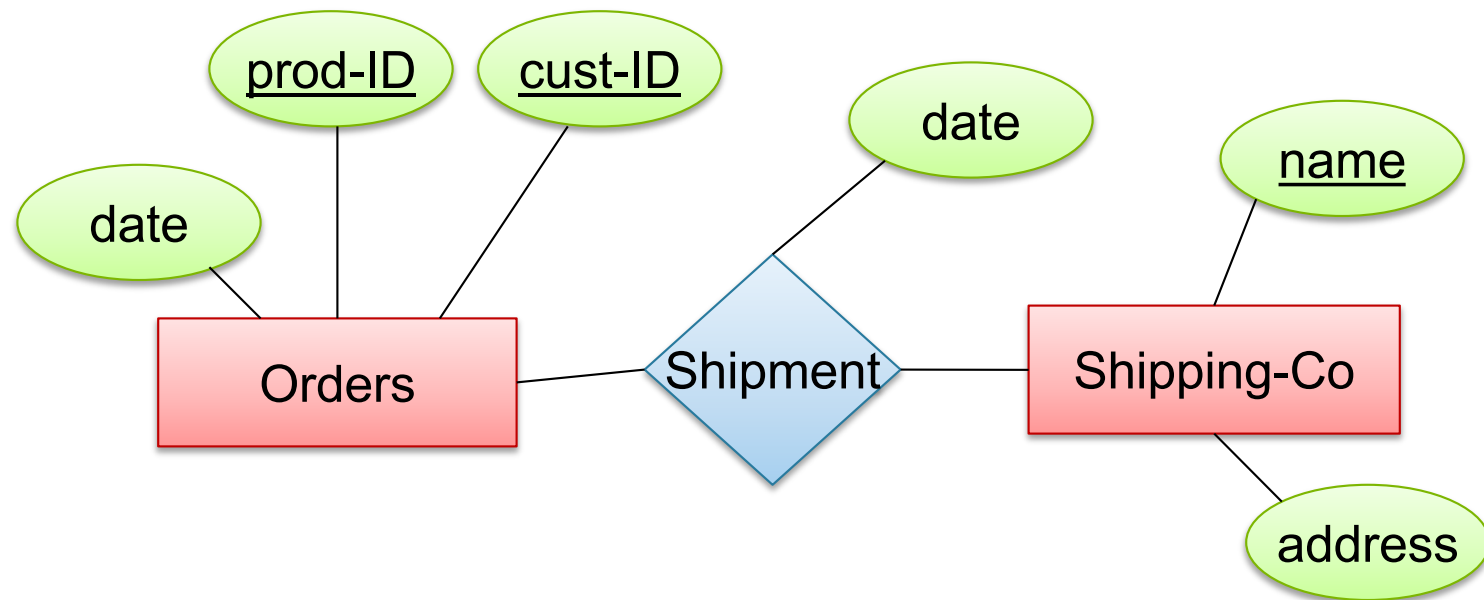 prod-ID
cust-ID
date
date
name
Orders
Shipment
Shipping-Co
address